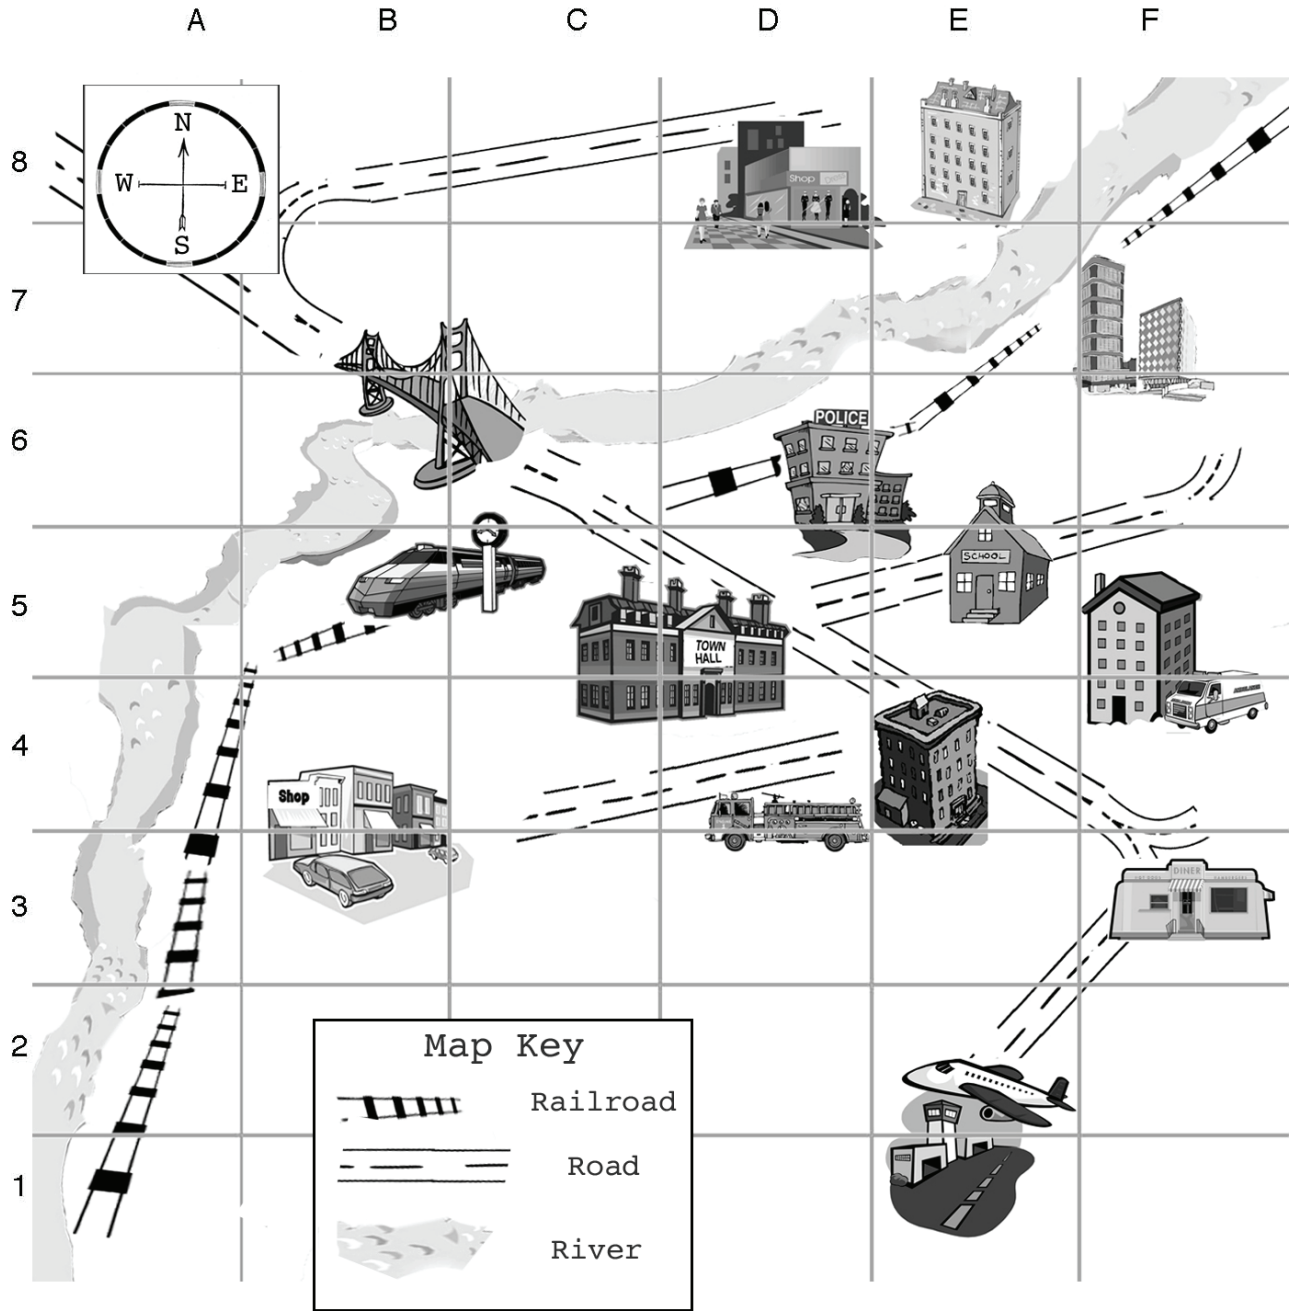 A B C D E F
N
W E
S
8
Shop
7
6
POLICE
5
SCHOOL
TOWN
HALL
4
Shop
3
DINER
2
Map Key
Railroad
1
Road
River